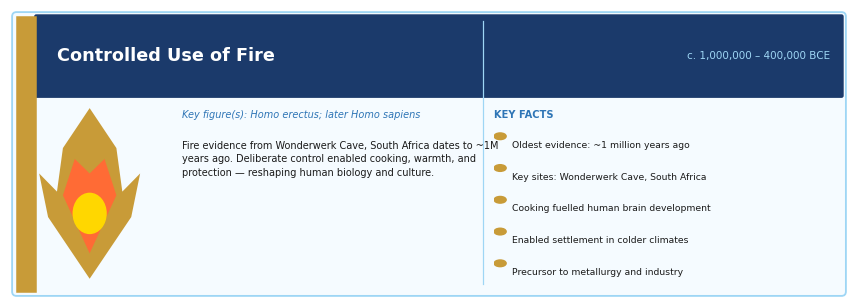 Controlled Use of Fire
c. 1,000,000 – 400,000 BCE
Key figure(s): Homo erectus; later Homo sapiens
Fire evidence from Wonderwerk Cave, South Africa dates to ~1M
years ago. Deliberate control enabled cooking, warmth, and
protection — reshaping human biology and culture.
KEY FACTS
Oldest evidence: ~1 million years ago
Key sites: Wonderwerk Cave, South Africa
Cooking fuelled human brain development
Enabled settlement in colder climates
Precursor to metallurgy and industry